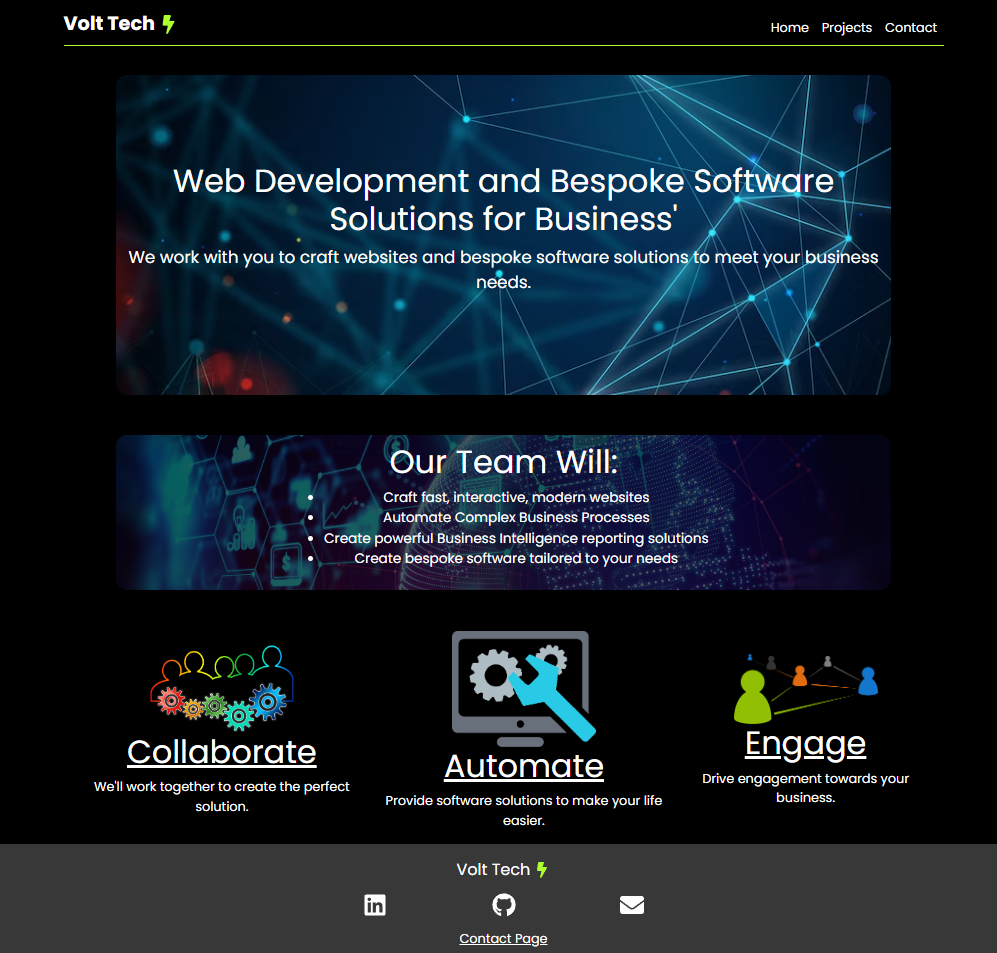 Volt Tech
Home Projects Contact
Web Development and Bespoke Software
Solutions for Business'
We work with you to craft websites and bespoke software solutions to meet your business
needs.
Our Team Will:
Craft fast, interactive, modern websites
Automate Complex Business Processes
Create powerful Business Intelligence reporting solutions
Create bespoke software tailored to your needs
Collaborate
We'll work together to create the perfect
solution.
Automate
Provide software solutions to make your life
easier.
Engage
Drive engagement towards your
business.
Volt Tech
in
Contact Page